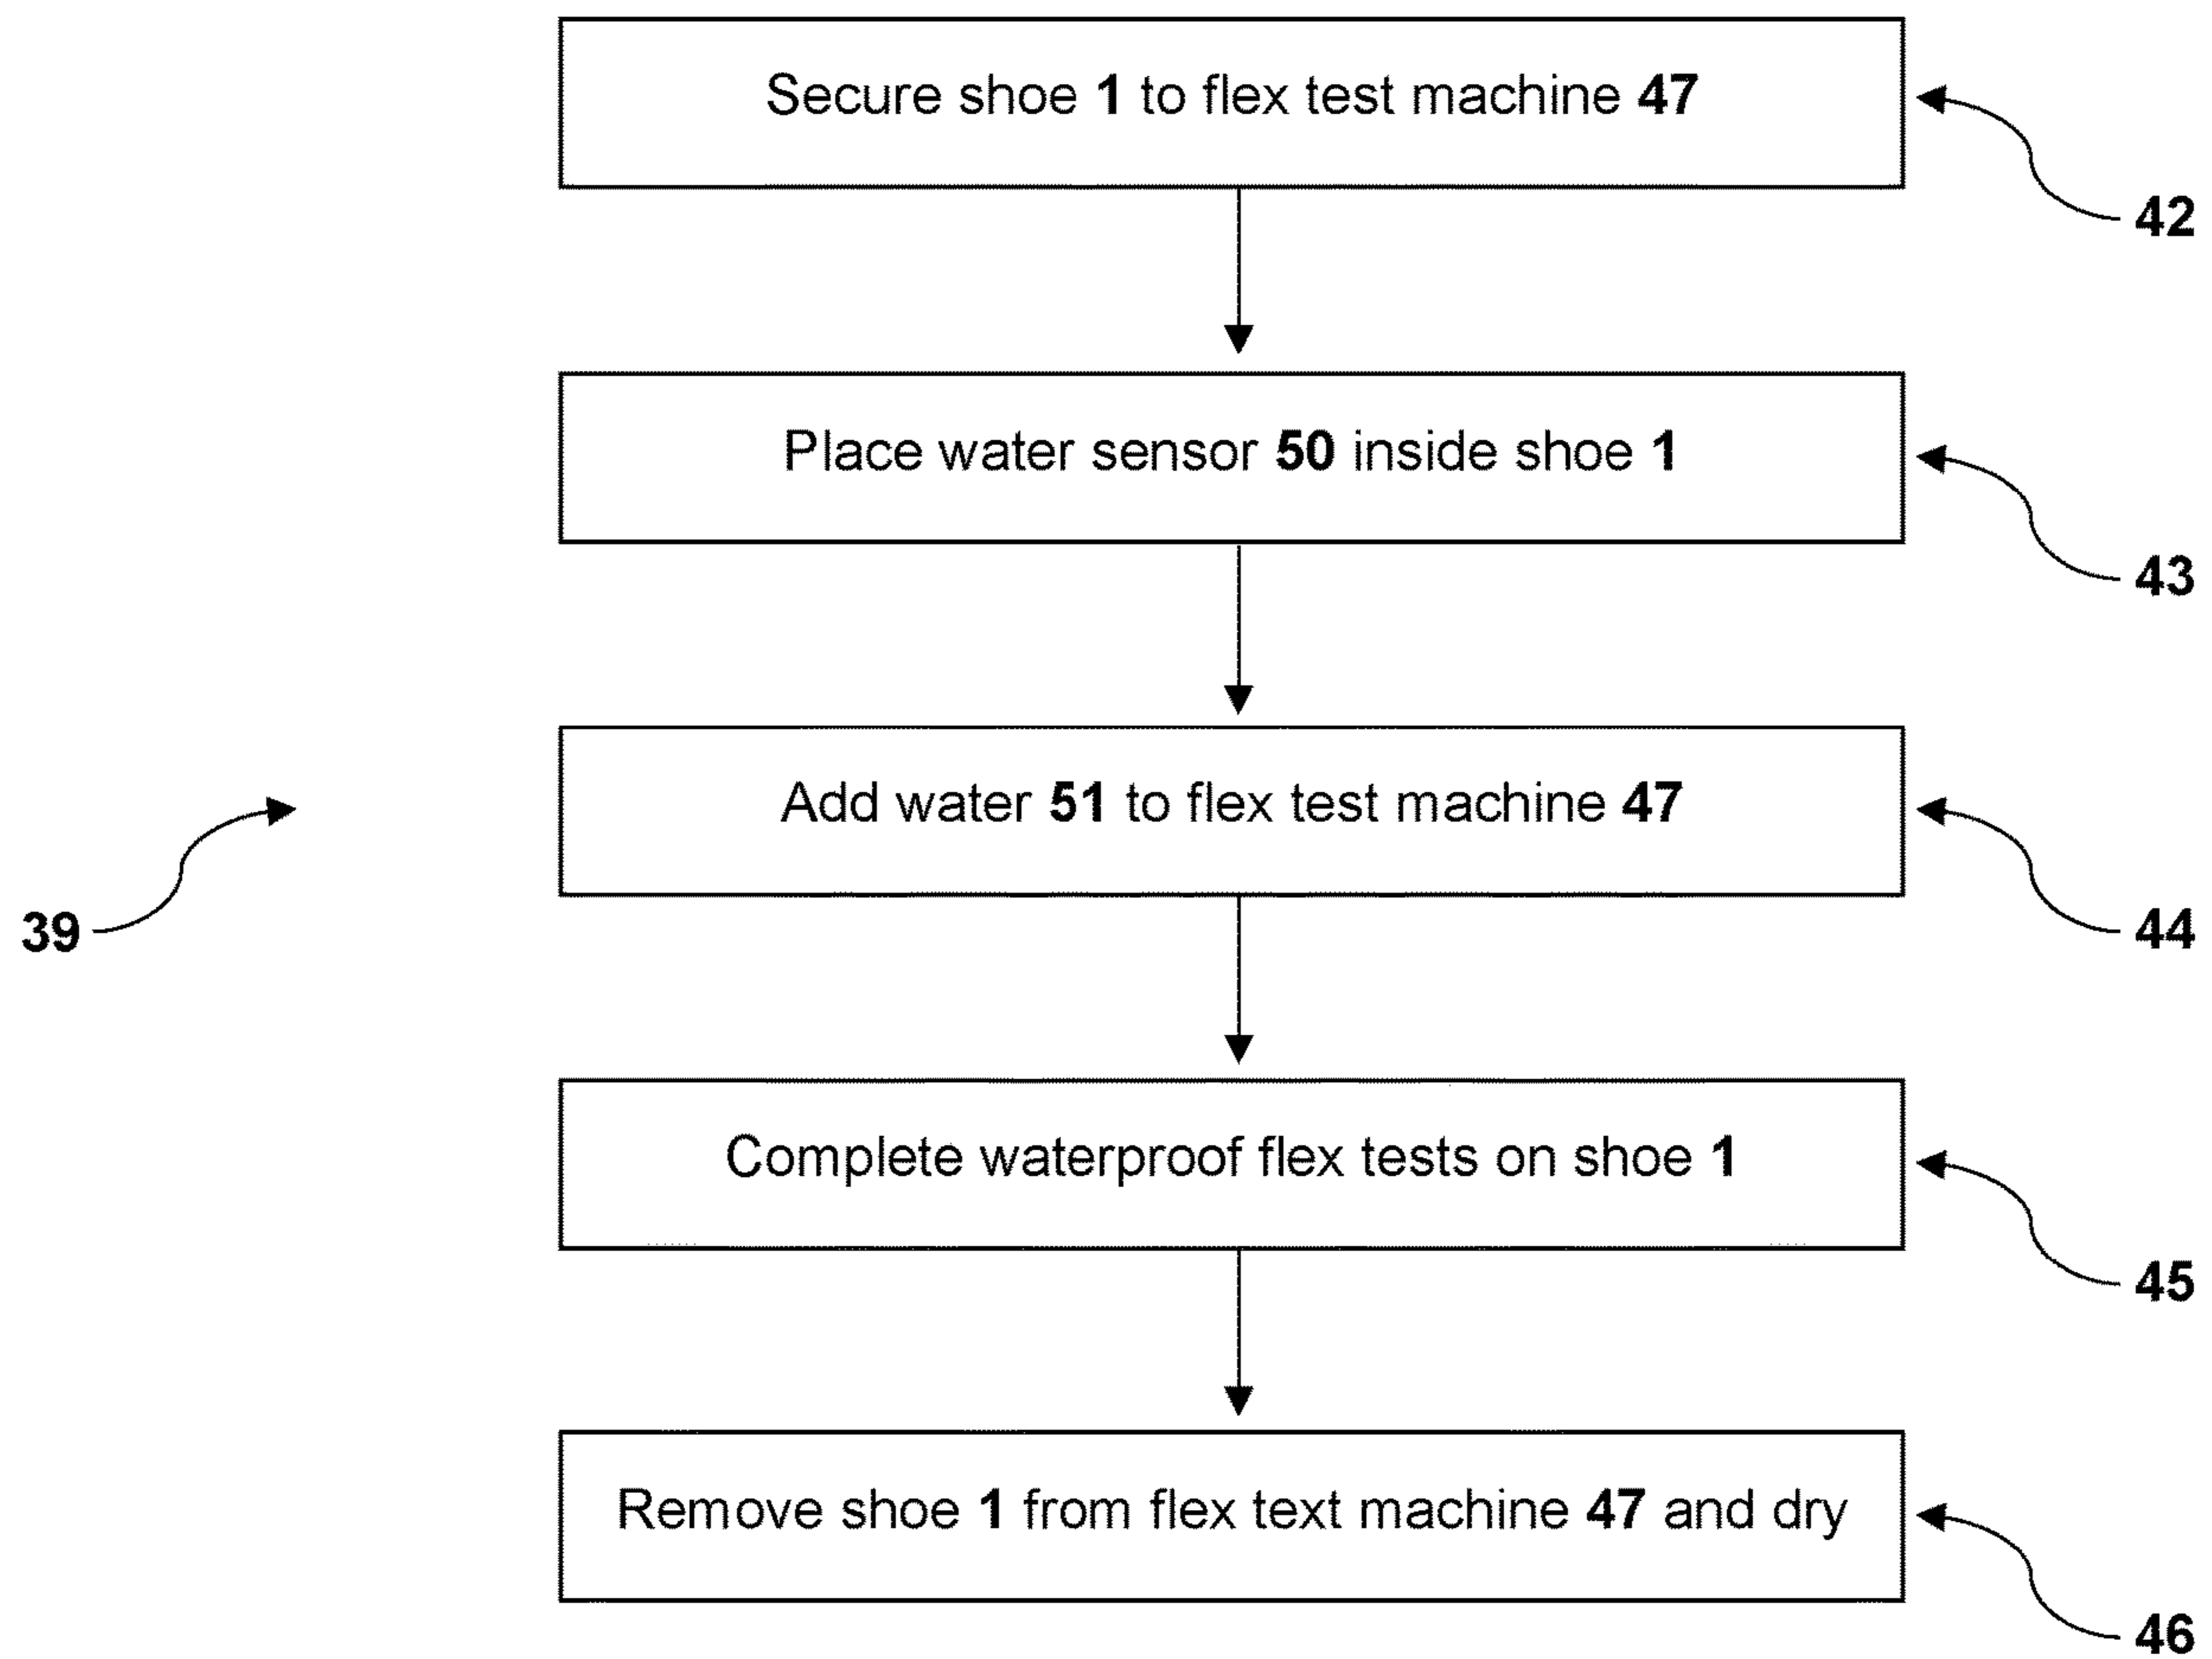 Secure shoe 1 to flex test machine 47
42
Place water sensor 50 inside shoe 1
43
Add water 51 to flex test machine 47
39
44
Complete waterproof flex tests on shoe 1
45
Remove shoe 1 from flex text machine 47 and dry
46